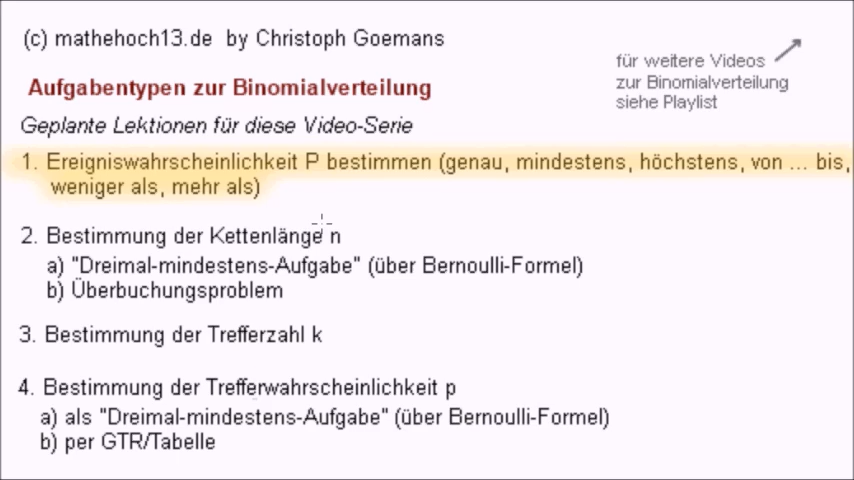 (c) mathehoch13.de by Christoph Goemans
für weitere Videos
zur Binomialverteilung
siehe Playlist
Aufgabentypen zur Binomialverteilung
Geplante Lektionen für diese Video-Serie
1. Ereigniswahrscheinlichkeit P bestimmen (genau, mindestens, höchstens, von ... bis,
weniger als, mehr als)
2. Bestimmung der Kettenlänge n
a) "Dreimal-mindestens-Aufgabe" (über Bernoulli-Formel)
b) Überbuchungsproblem
3. Bestimmung der Trefferzahl k
4. Bestimmung der Trefferwahrscheinlichkeit p
a) als "Dreimal-mindestens-Aufgabe" (über Bernoulli-Formel)
b) per GTR/Tabelle